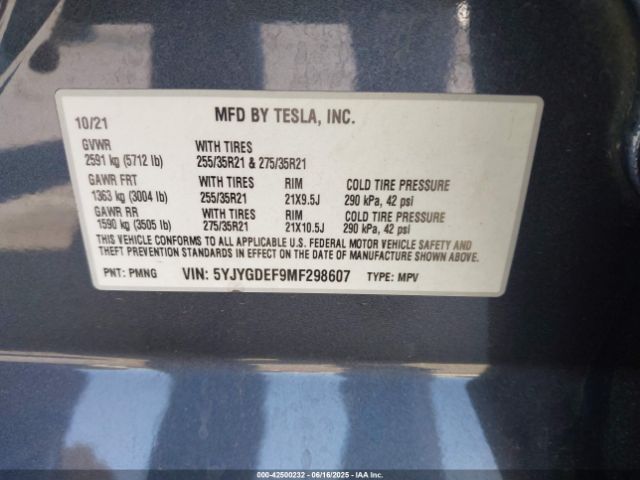 10/21 MFD BY TESLA, INC.
GVWR WITH TIRES
2591 kg (5712 lb) 255/35R21 & 275/35R21
GAWR FRT WITH TIRES RIM COLD TIRE PRESSURE
1363 kg (3004 lb) 255/35R21 21X9.5J 290 kPa, 42 psi
GAWR RR WITH TIRES RIM COLD TIRE PRESSURE
1590 kg (3505 lb) 275/35R21 21X10.5J 290 kPa, 42 psi
THIS VEHICLE CONFORMS TO ALL APPLICABLE U.S. FEDERAL MOTOR VEHICLE SAFETY AND
THEFT PREVENTION STANDARDS IN EFFECT ON THE DATE OF MANUFACTURE SHOWN ABOVE.
PNT: PMNG VIN: 5YJYGDEF9MF298607 TYPE: MPV
000-42500232 - 06/16/2025 - IAA Inc.